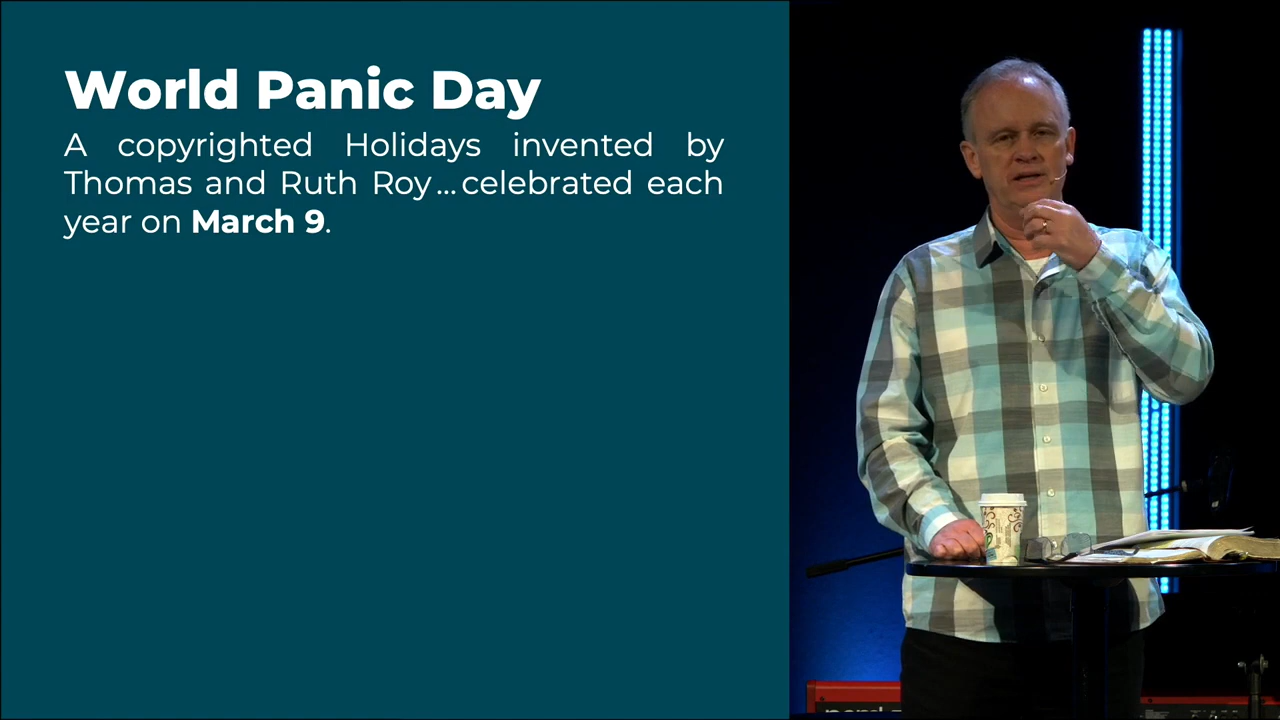 World Panic Day
A copyrighted Holidays invented by
Thomas and Ruth Roy…celebrated each
year on March 9.